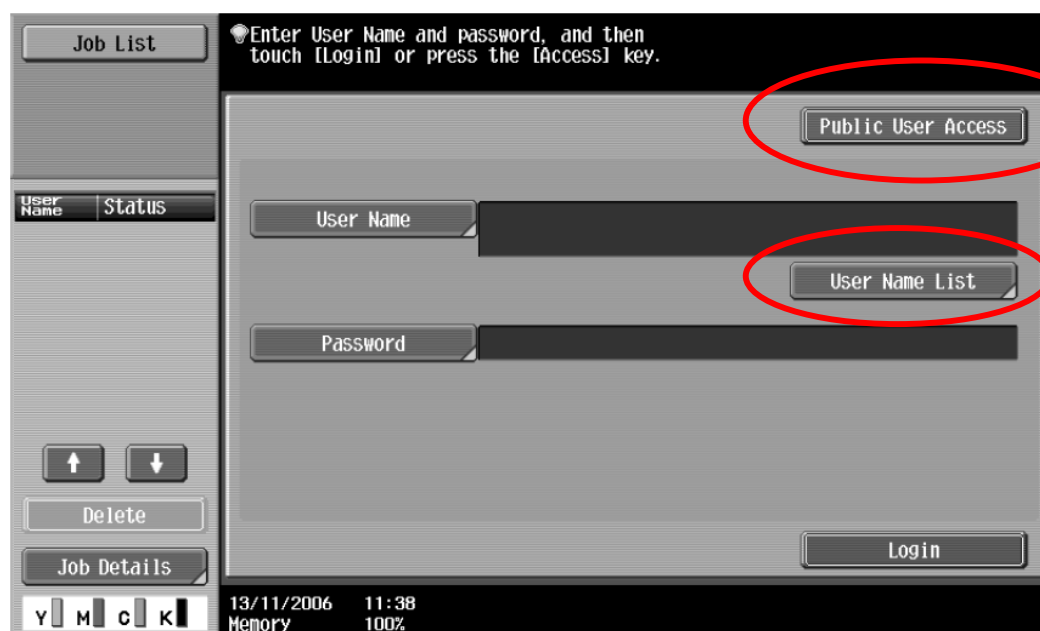 Job List
Enter User Name and password, and then
touch [Login] or press the [Access] key.
Public User Access
User Name Status
User Name
User Name List
Password
Delete
Job Details
Login
Y M C K
13/11/2006 11:38
Memory 100%